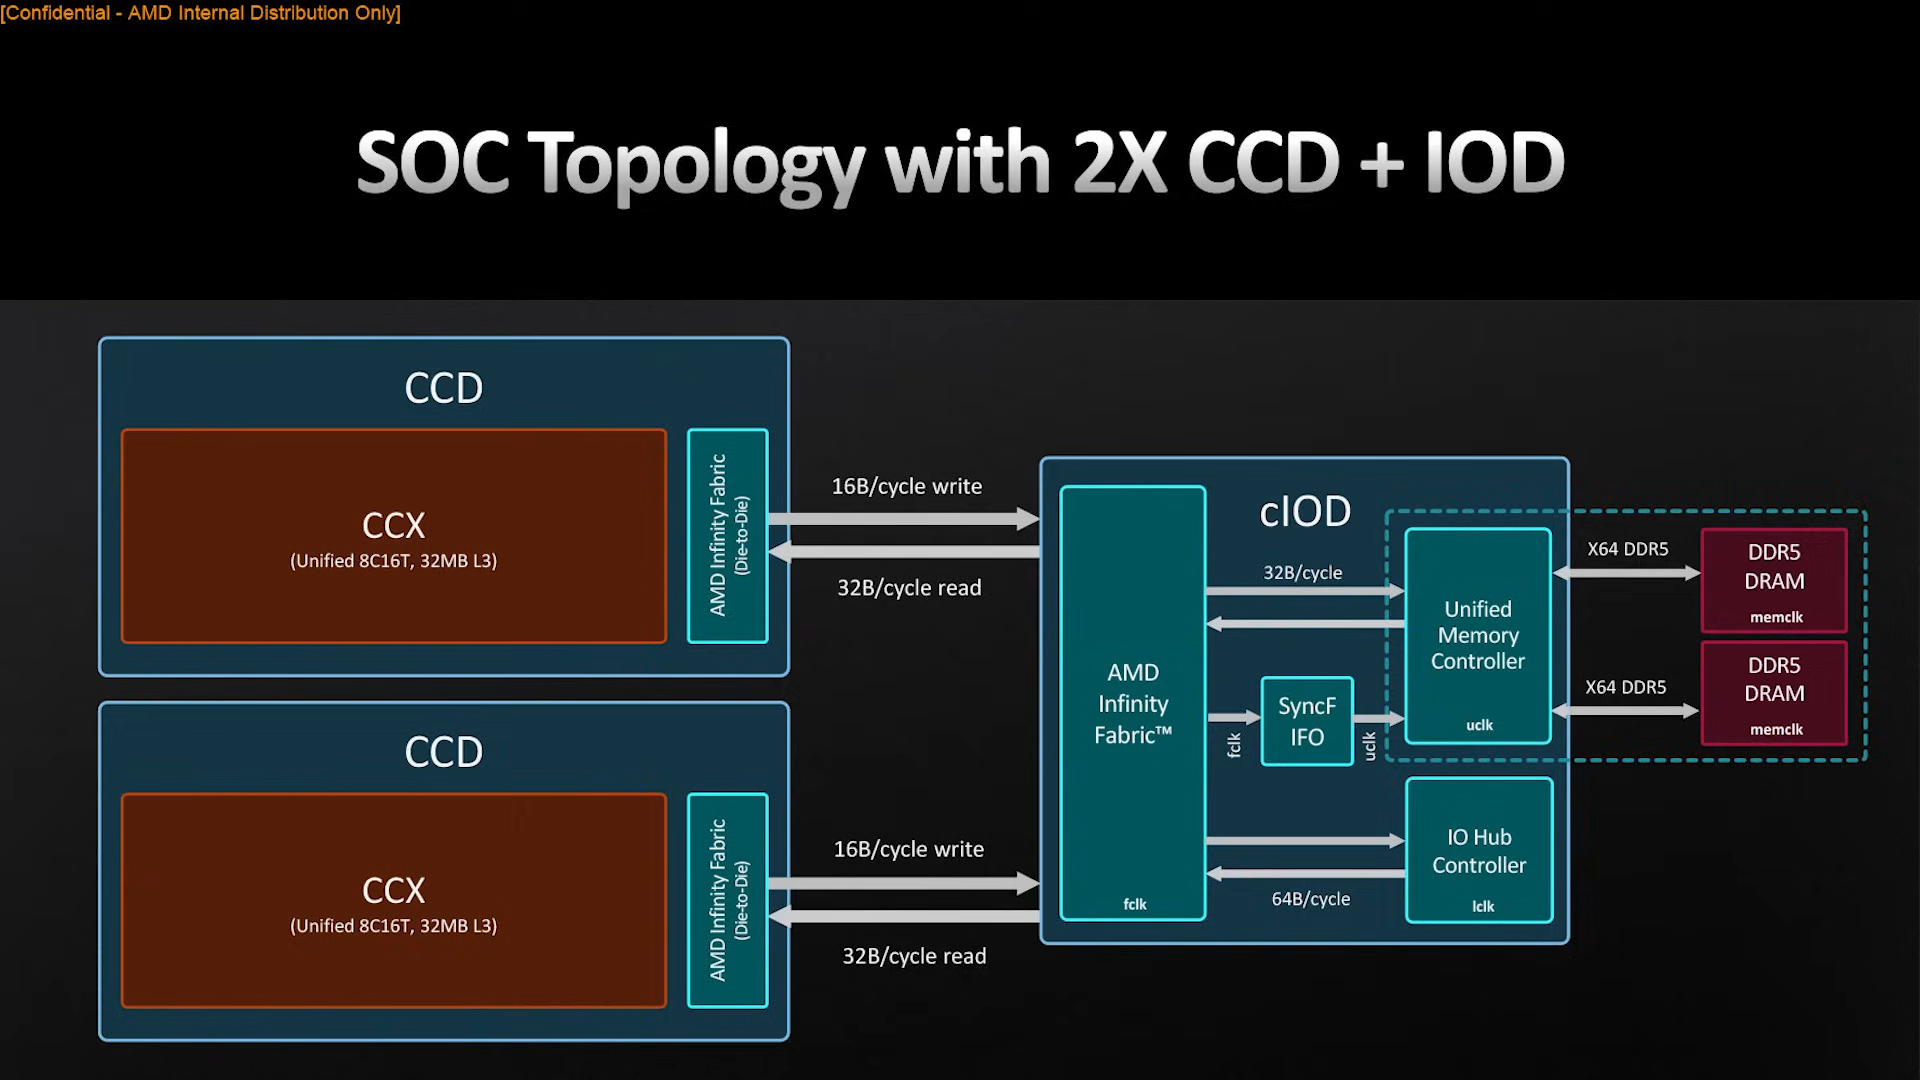 [Confidential - AMD Internal Distribution Only]
SOC Topology with 2X CCD + IOD
CCD
CCX
(Unified 8C16T, 32MB L3)
AMD Infinity Fabric
(Die-to-Die)
16B/cycle write
32B/cycle read
CCD
CCX
(Unified 8C16T, 32MB L3)
AMD Infinity Fabric
(Die-to-Die)
16B/cycle write
32B/cycle read
cIOD
AMD
Infinity
Fabric™
fclk
32B/cycle
fclk
SyncF
IFO
uclk
Unified
Memory
Controller
uclk
64B/cycle
IO Hub
Controller
lclk
X64 DDR5
DDR5
DRAM
memclk
X64 DDR5
DDR5
DRAM
memclk